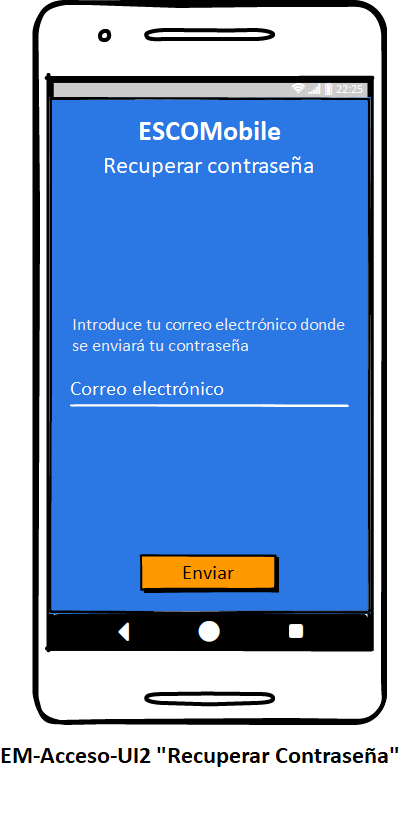 22:25
ESCOMobile
Recuperar contraseña
Introduce tu correo electrónico donde
se enviará tu contraseña
Correo electrónico
Enviar
EM-Acceso-UI2 "Recuperar Contraseña"